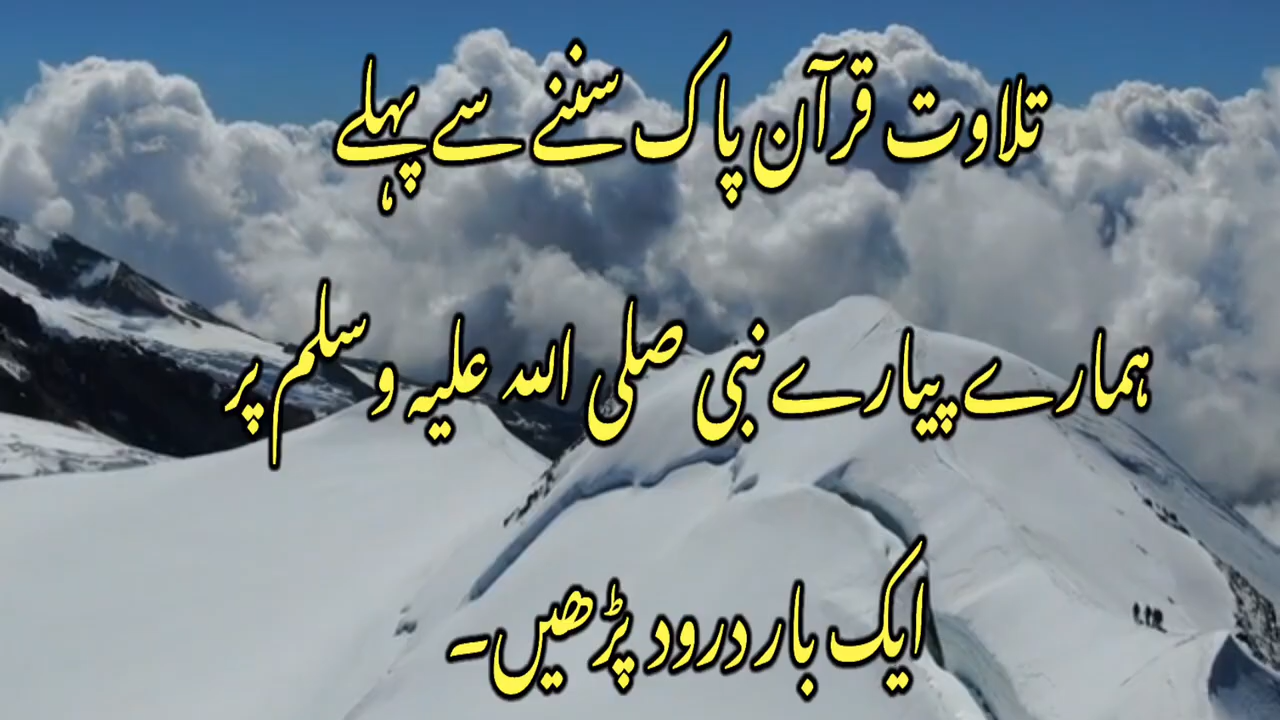 تلاوت قرآن پاک سننے سے پہلے
ہمارے پیارے نبی صلی اللہ علیہ وسلم پر
ایک بار درود پڑھیں۔